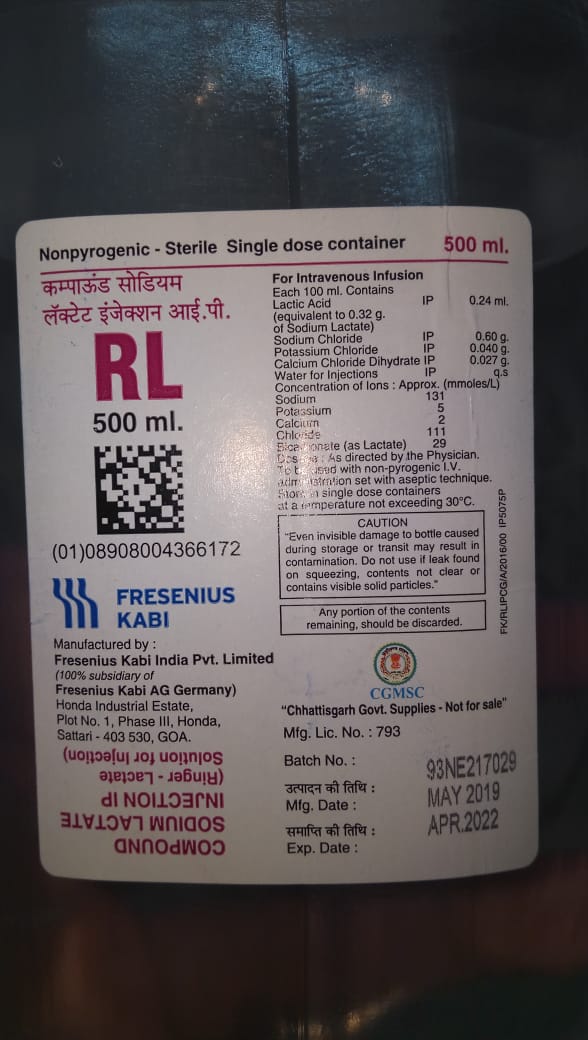 Nonpyrogenic - Sterile Single dose container 500 ml.
कम्पाऊंड सोडियम
लॅक्टेट इंजेक्शन आई.पी.
RL
500 ml.
(01)08908004366172
FRESENIUS
KABI
Manufactured by :
Fresenius Kabi India Pvt. Limited
(100% subsidiary of
Fresenius Kabi AG Germany)
Honda Industrial Estate,
Plot No. 1, Phase III, Honda,
Sattari - 403 530, GOA.
COMPOUND
SODIUM LACTATE
INJECTION IP
(Ringer - Lactate
Solution for Injection)
For Intravenous Infusion
Each 100 ml. Contains
Lactic Acid IP 0.24 ml.
(equivalent to 0.32 g.
of Sodium Lactate)
Sodium Chloride IP 0.60 g.
Potassium Chloride IP 0.040 g.
Calcium Chloride Dihydrate IP 0.027 g.
Water for Injections IP q.s
Concentration of Ions : Approx. (mmoles/L)
Sodium 131
Potassium 5
Calcium 2
Chloride 111
Bicarbonate (as Lactate) 29
As directed by the Physician.
To be used with non-pyrogenic I.V.
administration set with aseptic technique.
Store in single dose containers
at a temperature not exceeding 30°C.
CAUTION
"Even invisible damage to bottle caused
during storage or transit may result in
contamination. Do not use if leak found
on squeezing, contents not clear or
contains visible solid particles."
Any portion of the contents
remaining, should be discarded.
FK/RLIPCG/A/2016/00 IP5075P
CGMSC
"Chhattisgarh Govt. Supplies - Not for sale"
Mfg. Lic. No. : 793
Batch No. : 93NE217029
उत्पादन की तिथि :
Mfg. Date : MAY 2019
समाप्ति की तिथि :
Exp. Date : APR.2022